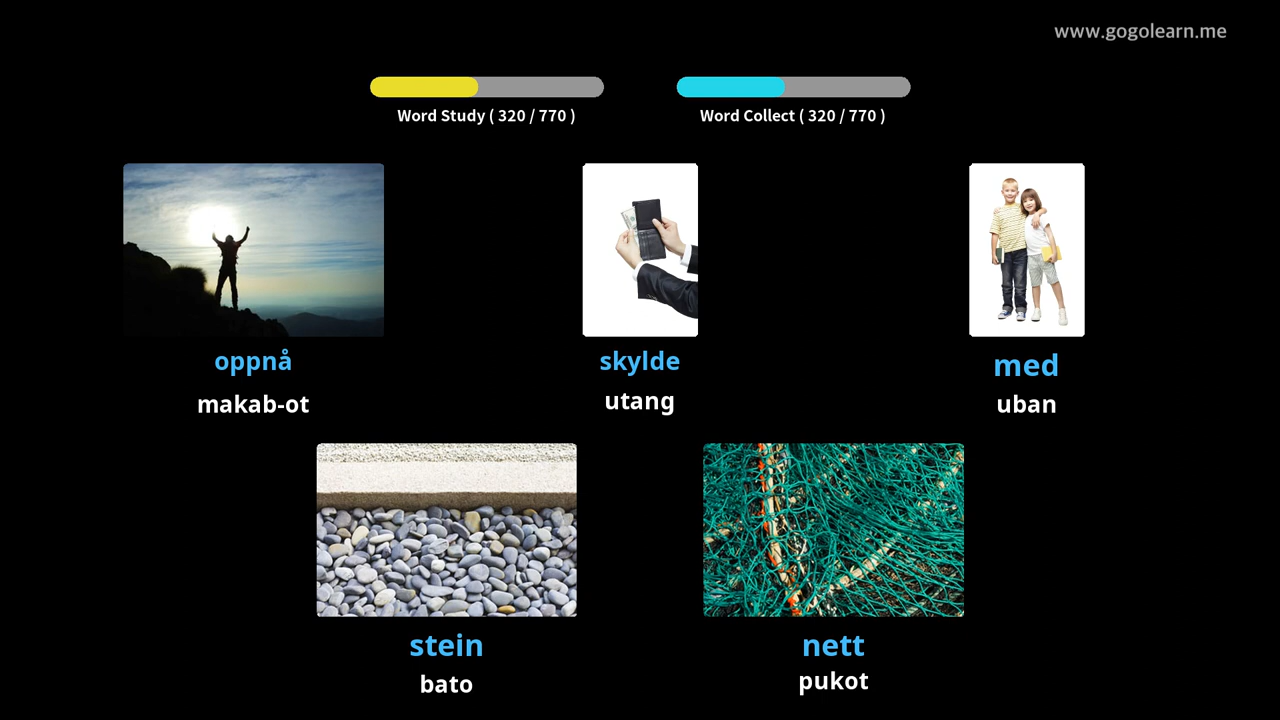 www.gogolearn.me
Word Study ( 320 / 770 )
Word Collect ( 320 / 770 )
oppnå
makab-ot
skylde
utang
med
uban
stein
bato
nett
pukot